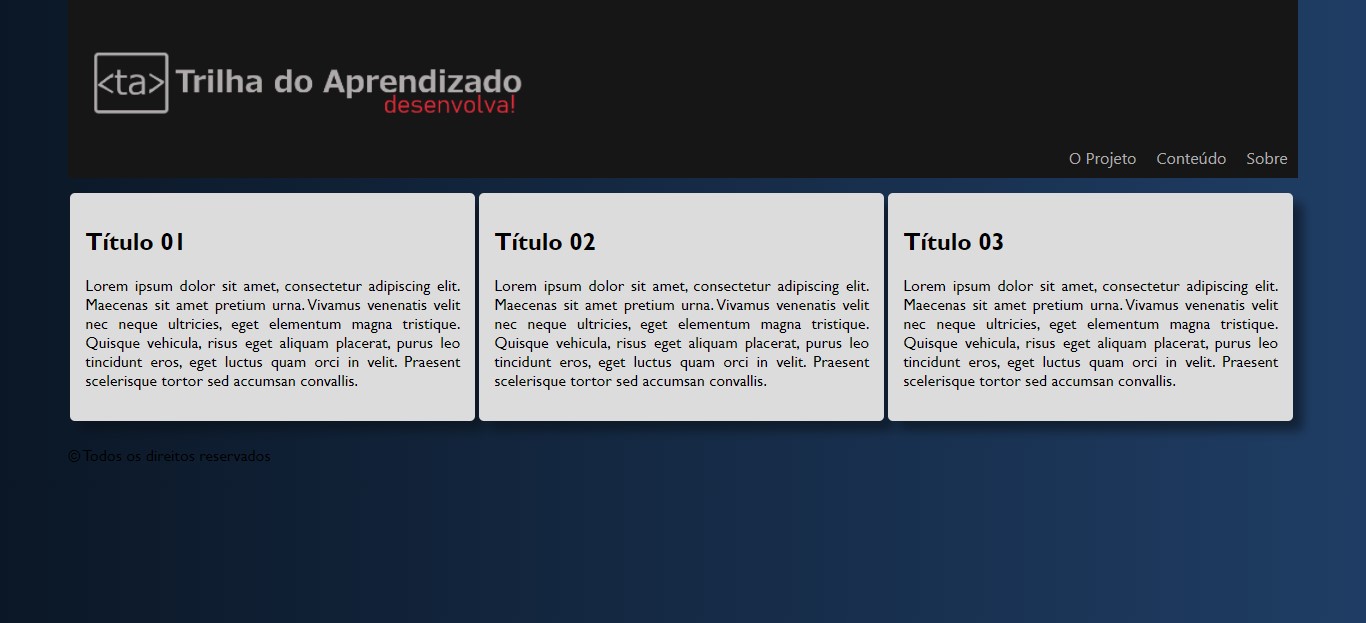 <ta> Trilha do Aprendizado
desenvolva!
O Projeto Conteúdo Sobre
Título 01
Lorem ipsum dolor sit amet, consectetur adipiscing elit.
Maecenas sit amet pretium urna. Vivamus venenatis velit
nec neque ultricies, eget elementum magna tristique.
Quisque vehicula, risus eget aliquam placerat, purus leo
tincidunt eros, eget luctus quam orci in velit. Praesent
scelerisque tortor sed accumsan convallis.
Título 02
Lorem ipsum dolor sit amet, consectetur adipiscing elit.
Maecenas sit amet pretium urna. Vivamus venenatis velit
nec neque ultricies, eget elementum magna tristique.
Quisque vehicula, risus eget aliquam placerat, purus leo
tincidunt eros, eget luctus quam orci in velit. Praesent
scelerisque tortor sed accumsan convallis.
Título 03
Lorem ipsum dolor sit amet, consectetur adipiscing elit.
Maecenas sit amet pretium urna. Vivamus venenatis velit
nec neque ultricies, eget elementum magna tristique.
Quisque vehicula, risus eget aliquam placerat, purus leo
tincidunt eros, eget luctus quam orci in velit. Praesent
scelerisque tortor sed accumsan convallis.
© Todos os direitos reservados